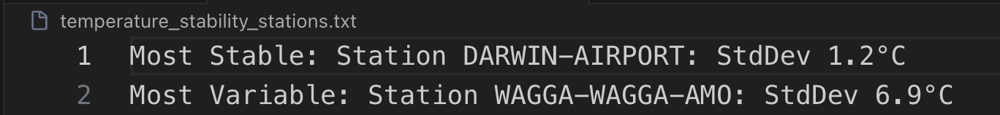 temperature_stability_stations.txt
1 Most Stable: Station DARWIN-AIRPORT: StdDev 1.2°C
2 Most Variable: Station WAGGA-WAGGA-AMO: StdDev 6.9°C